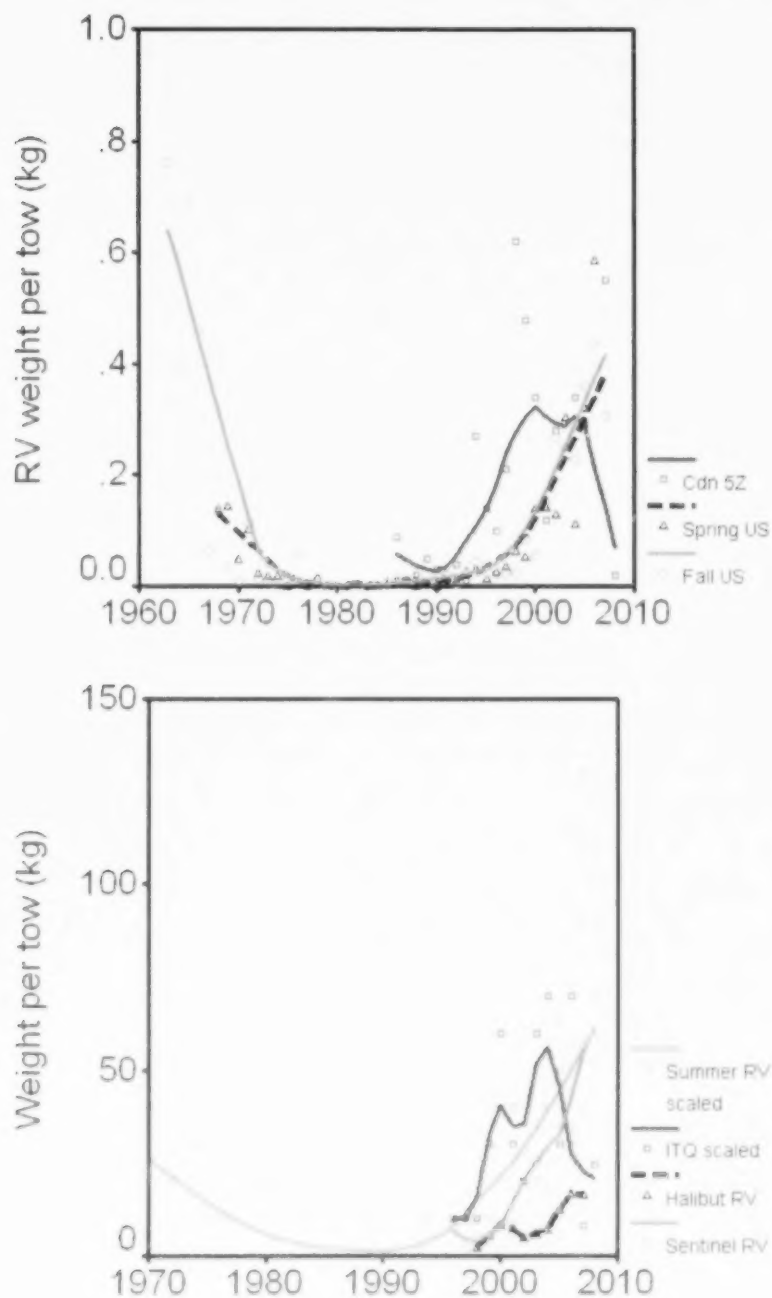 RV weight per tow (kg)
1.0
.8
.6
.4
.2
0.0
1960 1970 1980 1990 2000 2010
Cdn 5Z
Spring US
Fall US
Weight per tow (kg)
150
100
50
0
1970 1980 1990 2000 2010
Summer RV
scaled
ITQ scaled
Halibut RV
Sentinel RV